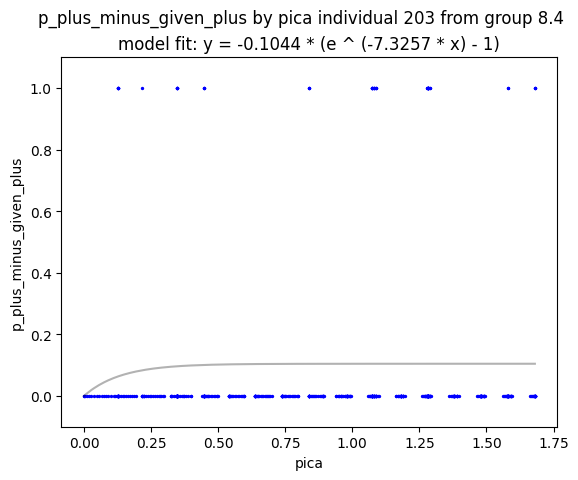 p_plus_minus_given_plus by pica individual 203 from group 8.4
model fit: y = -0.1044 * (e ^ (-7.3257 * x) - 1)
1.0
0.8
0.6
0.4
0.2
0.0
p_plus_minus_given_plus
0.00 0.25 0.50 0.75 1.00 1.25 1.50 1.75
pica